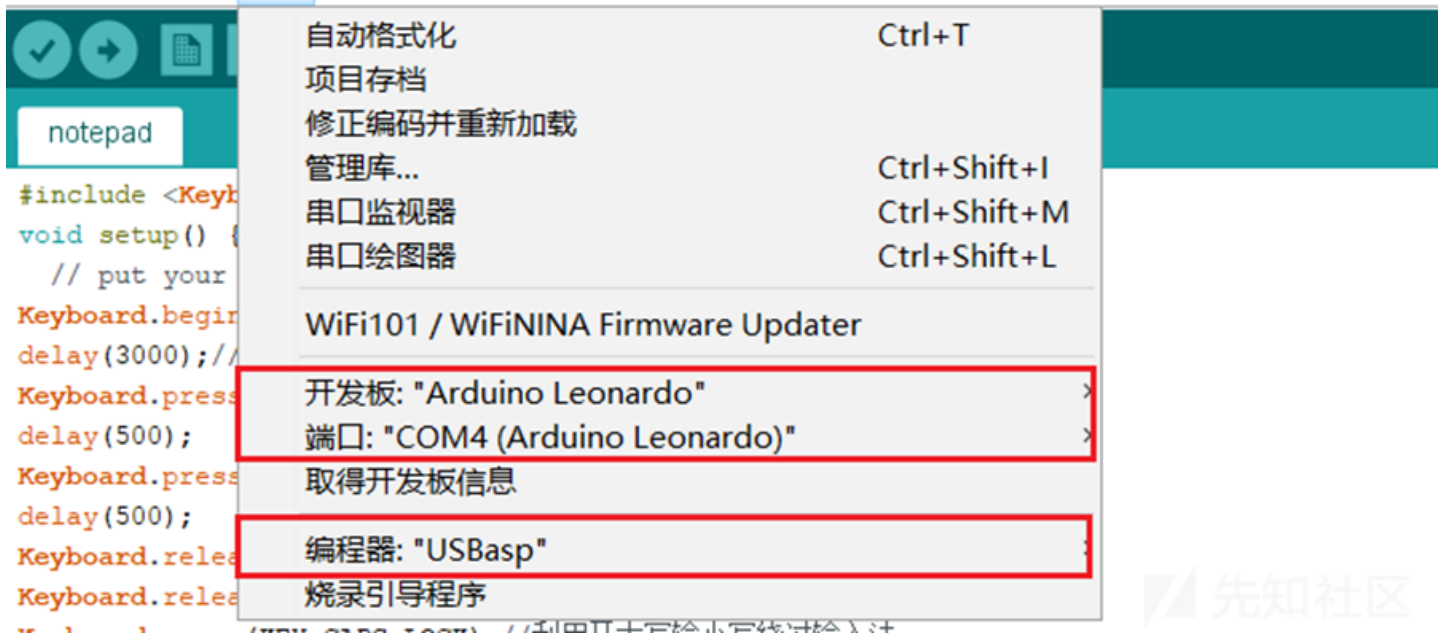 自动格式化 Ctrl+T
项目存档
修正编码并重新加载
管理库... Ctrl+Shift+I
串口监视器 Ctrl+Shift+M
串口绘图器 Ctrl+Shift+L
WiFi101 / WiFiNINA Firmware Updater
开发板: "Arduino Leonardo"
端口: "COM4 (Arduino Leonardo)"
取得开发板信息
编程器: "USBasp"
烧录引导程序
notepad
#include <Keyb
void setup() {
// put your
Keyboard.begin
delay(3000);//
Keyboard.press
delay(500);
Keyboard.press
delay(500);
Keyboard.relea
Keyboard.relea
先知社区